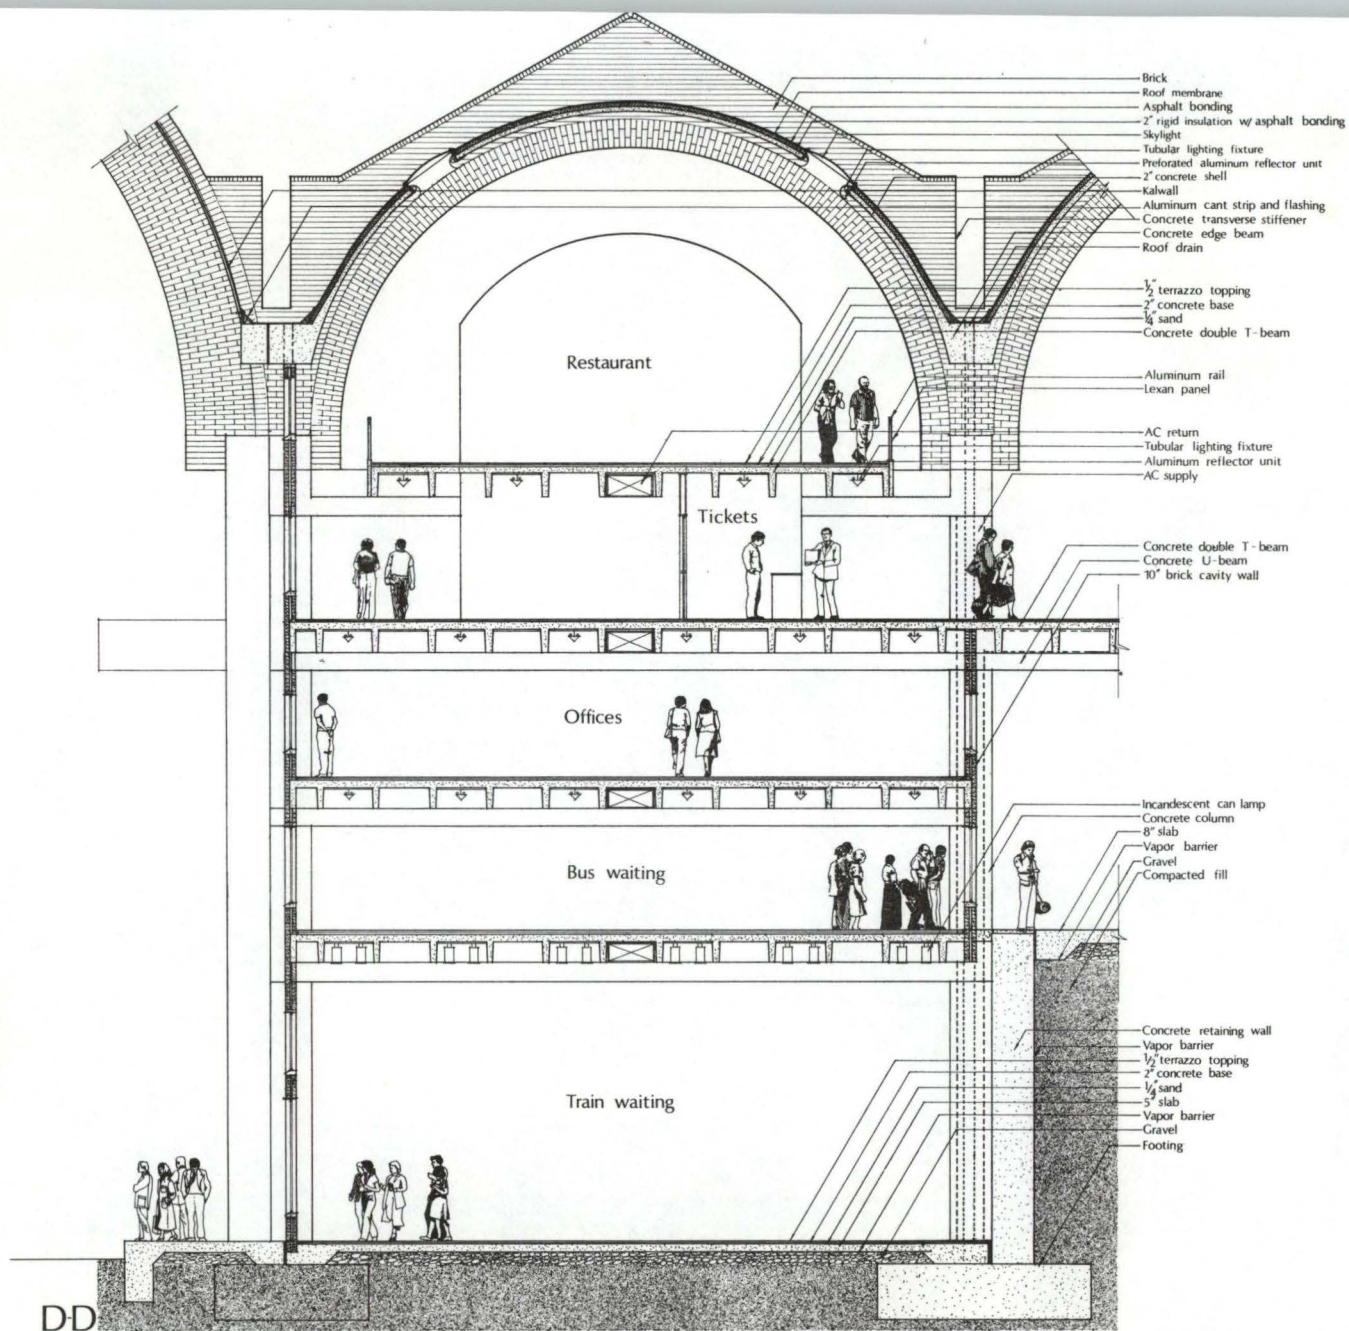 Brick
Roof membrane
Asphalt bonding
2" rigid insulation w/ asphalt bonding
Skylight
Tubular lighting fixture
Preforated aluminum reflector unit
2" concrete shell
Kalwall
Aluminum cant strip and flashing
Concrete transverse stiffener
Concrete edge beam
Roof drain
1/2" terrazzo topping
2" concrete base
1/4" sand
Concrete double T-beam
Restaurant
Aluminum rail
Lexan panel
AC return
Tubular lighting fixture
Aluminum reflector unit
AC supply
Tickets
Concrete double T-beam
Concrete U-beam
10" brick cavity wall
Offices
Incandescent can lamp
Concrete column
8" slab
Vapor barrier
Gravel
Compacted fill
Bus waiting
Concrete retaining wall
Vapor barrier
1/2" terrazzo topping
2" concrete base
1/4" sand
5" slab
Vapor barrier
Gravel
Footing
Train waiting
D-D